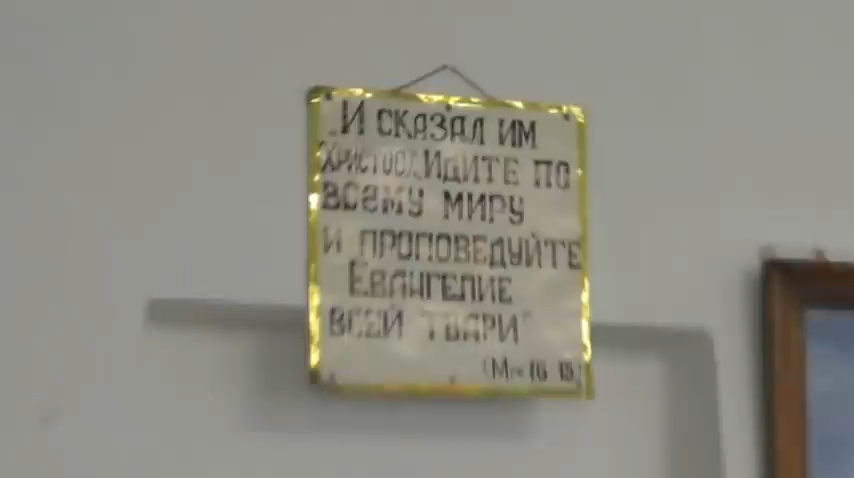 „И СКАЗАЛ ИМ
(ХРИСТОС): ИДИТЕ ПО
ВСЕМУ МИРУ
И ПРОПОВЕДУЙТЕ
ЕВАНГЕЛИЕ
ВСЕЙ ТВАРИ"
(Мк 16 15)